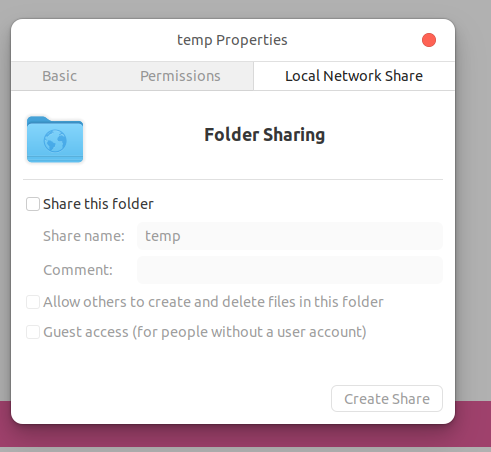 temp Properties
Basic Permissions Local Network Share
Folder Sharing
Share this folder
Share name: temp
Comment:
Allow others to create and delete files in this folder
Guest access (for people without a user account)
Create Share